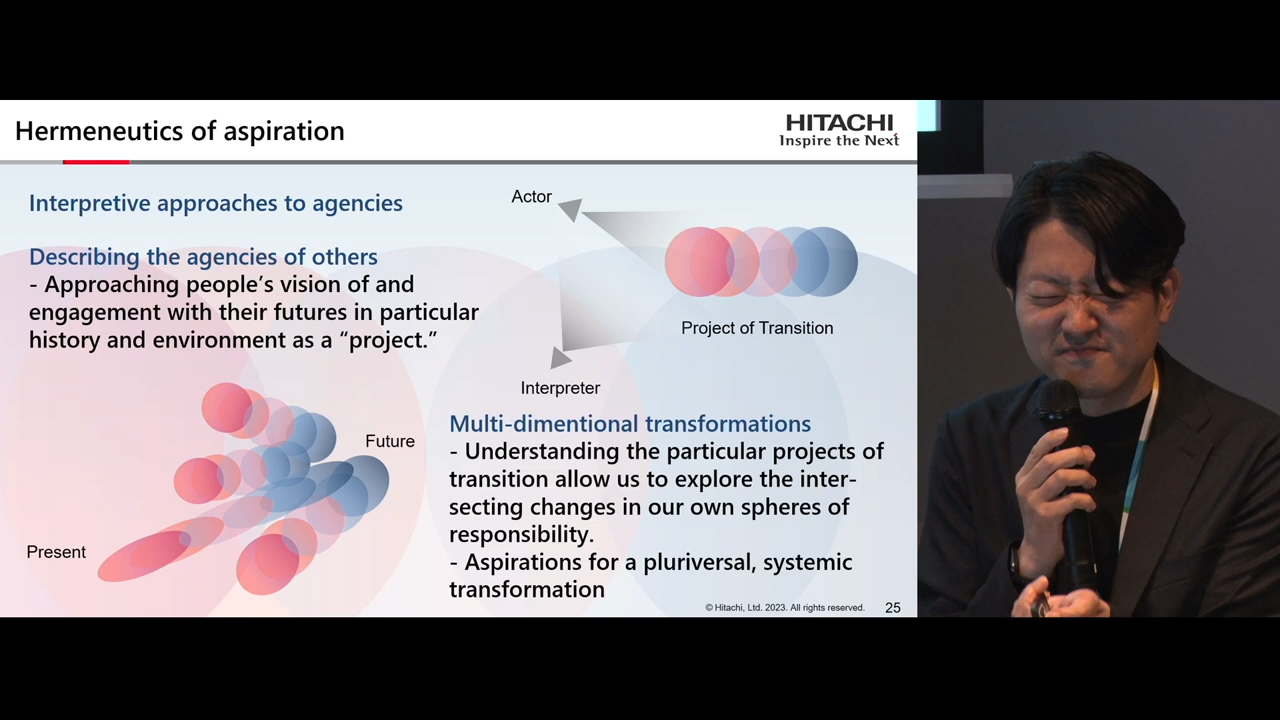 Hermeneutics of aspiration
HITACHI
Inspire the Next
Interpretive approaches to agencies
Describing the agencies of others
- Approaching people's vision of and
engagement with their futures in particular
history and environment as a “project.”
Actor
Project of Transition
Interpreter
Future
Present
Multi-dimentional transformations
- Understanding the particular projects of
transition allow us to explore the inter-
secting changes in our own spheres of
responsibility.
- Aspirations for a pluriversal, systemic
transformation
© Hitachi, Ltd. 2023. All rights reserved.
25